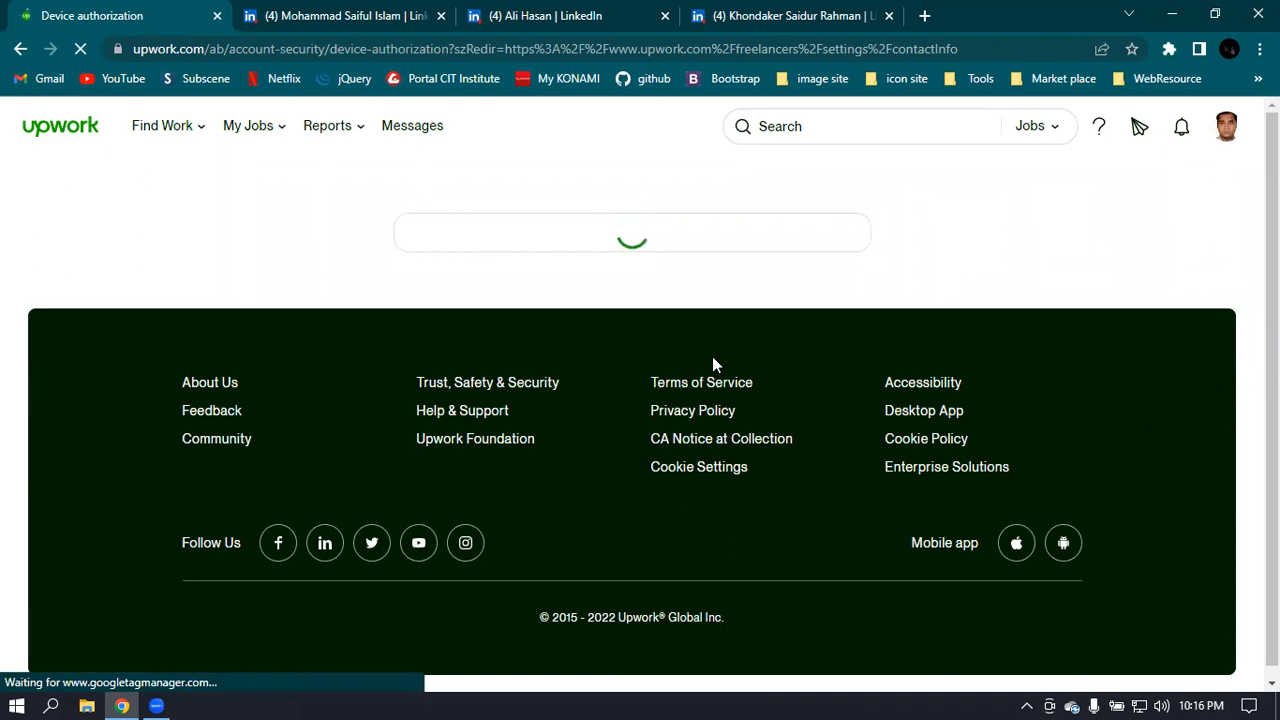 Device authorization
(4) Mohammad Saiful Islam | Link
(4) Ali Hasan | LinkedIn
(4) Khondaker Saidur Rahman | L
upwork.com/ab/account-security/device-authorization?szRedir=https%3A%2F%2Fwww.upwork.com%2Ffreelancers%2Fsettings%2FcontactInfo
Gmail YouTube Subscene Netflix jQuery Portal CIT Institute My KONAMI github Bootstrap image site icon site Tools Market place WebResource »
upwork Find Work My Jobs Reports Messages Search Jobs ?
About Us Trust, Safety & Security Terms of Service Accessibility
Feedback Help & Support Privacy Policy Desktop App
Community Upwork Foundation CA Notice at Collection Cookie Policy
Cookie Settings Enterprise Solutions
Follow Us Mobile app
© 2015 - 2022 Upwork® Global Inc.
Waiting for www.googletagmanager.com...
10:16 PM